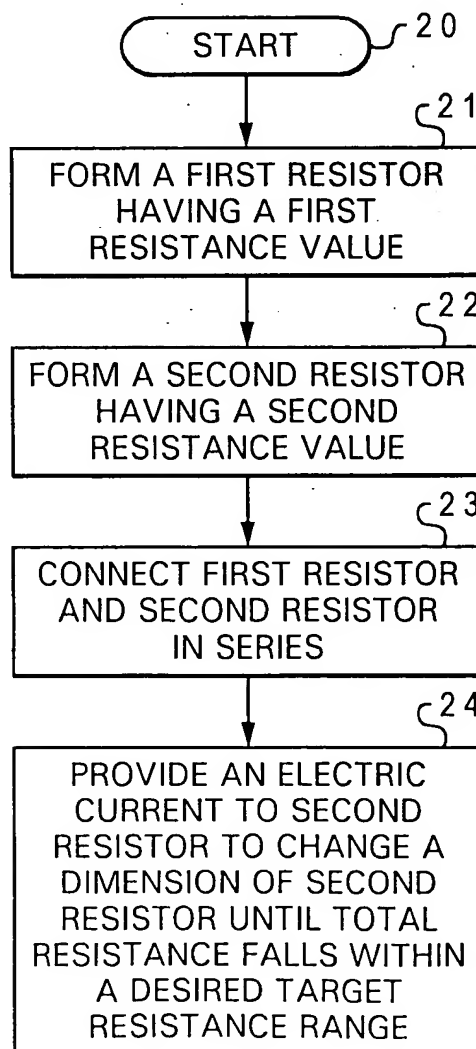 START
20
21
FORM A FIRST RESISTOR
HAVING A FIRST
RESISTANCE VALUE
22
FORM A SECOND RESISTOR
HAVING A SECOND
RESISTANCE VALUE
23
CONNECT FIRST RESISTOR
AND SECOND RESISTOR
IN SERIES
24
PROVIDE AN ELECTRIC
CURRENT TO SECOND
RESISTOR TO CHANGE A
DIMENSION OF SECOND
RESISTOR UNTIL TOTAL
RESISTANCE FALLS WITHIN
A DESIRED TARGET
RESISTANCE RANGE